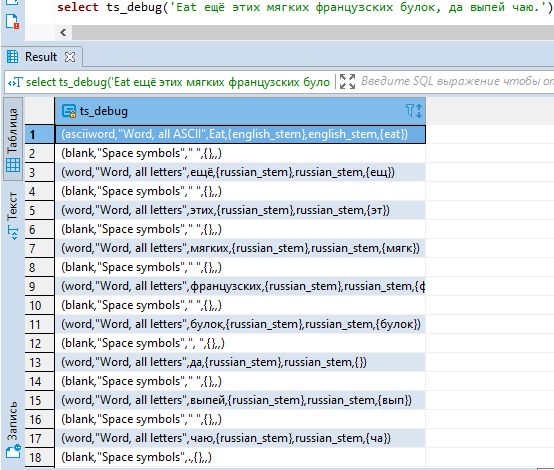 select ts_debug('Eat ещё этих мягких французских булок, да выпей чаю.')
Result
select ts_debug('Eat ещё этих мягких французских було
Введите SQL выражение чтобы от
Таблица
Текст
Запись
ts_debug
1 (asciiword,"Word, all ASCII",Eat,{english_stem},english_stem,{eat})
2 (blank,"Space symbols"," ",{},,)
3 (word,"Word, all letters",ещё,{russian_stem},russian_stem,{ещ})
4 (blank,"Space symbols"," ",{},,)
5 (word,"Word, all letters",этих,{russian_stem},russian_stem,{эт})
6 (blank,"Space symbols"," ",{},,)
7 (word,"Word, all letters",мягких,{russian_stem},russian_stem,{мягк})
8 (blank,"Space symbols"," ",{},,)
9 (word,"Word, all letters",французских,{russian_stem},russian_stem,{ф
10 (blank,"Space symbols"," ",{},,)
11 (word,"Word, all letters",булок,{russian_stem},russian_stem,{булок})
12 (blank,"Space symbols",", ",{},,)
13 (word,"Word, all letters",да,{russian_stem},russian_stem,{})
14 (blank,"Space symbols"," ",{},,)
15 (word,"Word, all letters",выпей,{russian_stem},russian_stem,{вып})
16 (blank,"Space symbols"," ",{},,)
17 (word,"Word, all letters",чаю,{russian_stem},russian_stem,{ча})
18 (blank,"Space symbols",.,{},,)